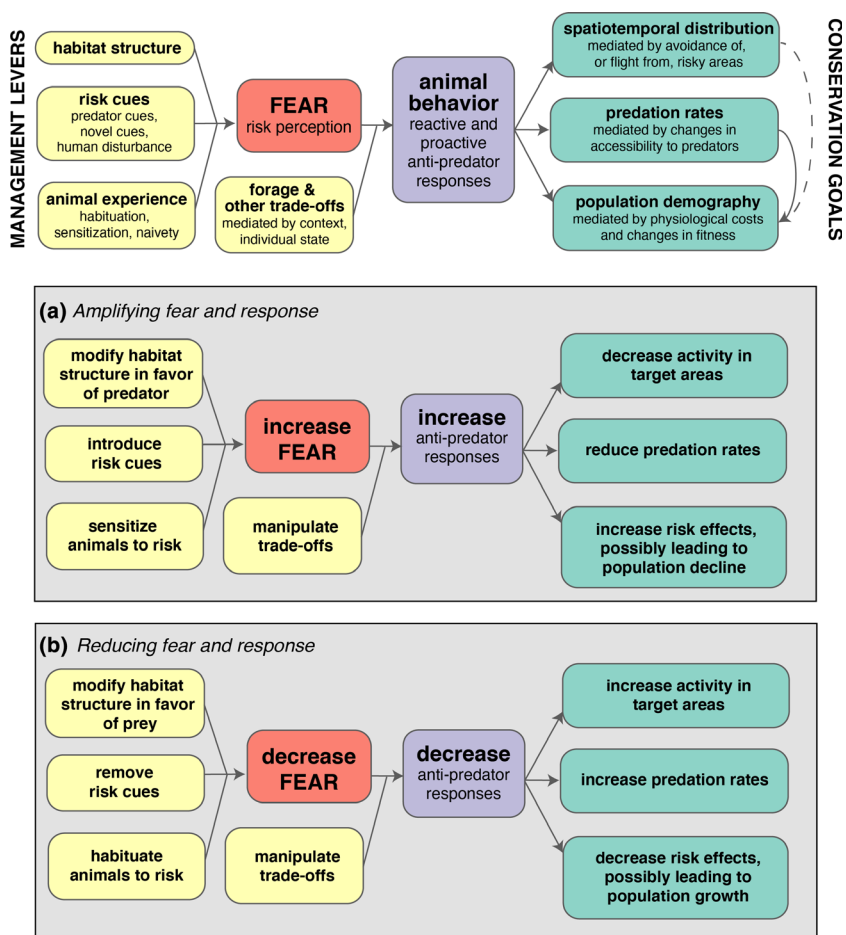 MANAGEMENT LEVERS
habitat structure
risk cues
predator cues,
novel cues,
human disturbance
animal experience
habituation,
sensitization, naivety
FEAR
risk perception
forage &
other trade-offs
mediated by context,
individual state
animal
behavior
reactive and
proactive
anti-predator
responses
spatiotemporal distribution
mediated by avoidance of,
or flight from, risky areas
predation rates
mediated by changes in
accessibility to predators
population demography
mediated by physiological costs
and changes in fitness
CONSERVATION GOALS
(a) Amplifying fear and response
modify habitat
structure in favor
of predator
introduce
risk cues
sensitize
animals to risk
increase
FEAR
manipulate
trade-offs
increase
anti-predator
responses
decrease activity in
target areas
reduce predation rates
increase risk effects,
possibly leading to
population decline
(b) Reducing fear and response
modify habitat
structure in favor
of prey
remove
risk cues
habituate
animals to risk
decrease
FEAR
manipulate
trade-offs
decrease
anti-predator
responses
increase activity in
target areas
increase predation rates
decrease risk effects,
possibly leading to
population growth